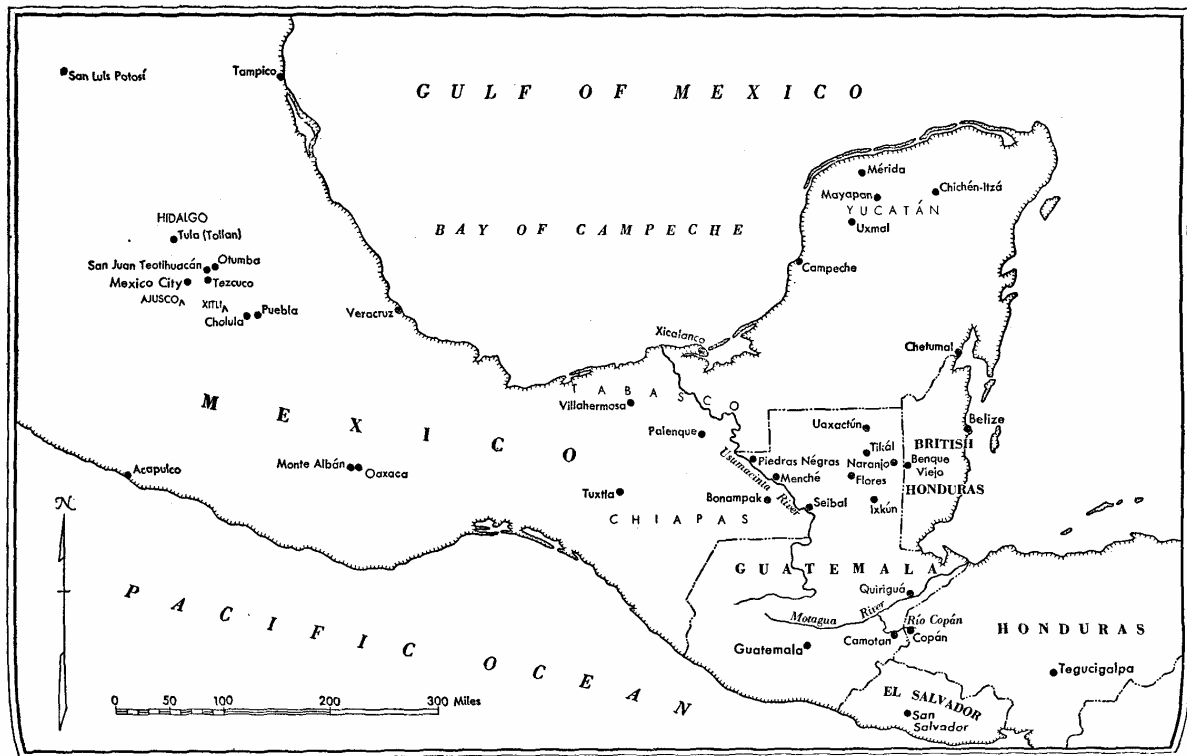 San Luis Potosí
Tampico
GULF OF MEXICO
Mérida
Mayapan
Chichén-Itzá
YUCATÁN
Uxmal
HIDALGO
Tula (Tollan)
BAY OF CAMPECHE
San Juan Teotihuacán
Otumba
Mexico City
Tezcuco
Campeche
AJUSCO
XITLI
Cholula
Puebla
Veracruz
Xicalanco
Chetumal
TABASCO
Villahermosa
MEXICO
Palenque
Uaxactún
Belize
Tikál
BRITISH
HONDURAS
Acapulco
Monte Albán
Oaxaca
Usumacinta River
Piedras Négras
Naranjo
Benque
Viejo
Menché
Flores
Tuxtla
Bonampak
Seibal
Ixkún
CHIAPAS
N
GUATEMALA
Quiriguá
PACIFIC OCEAN
Motagua River
Río Copán
HONDURAS
Camotan
Copán
Guatemala
Tegucigalpa
EL SALVADOR
San
Salvador
0 50 100 200 300 Miles